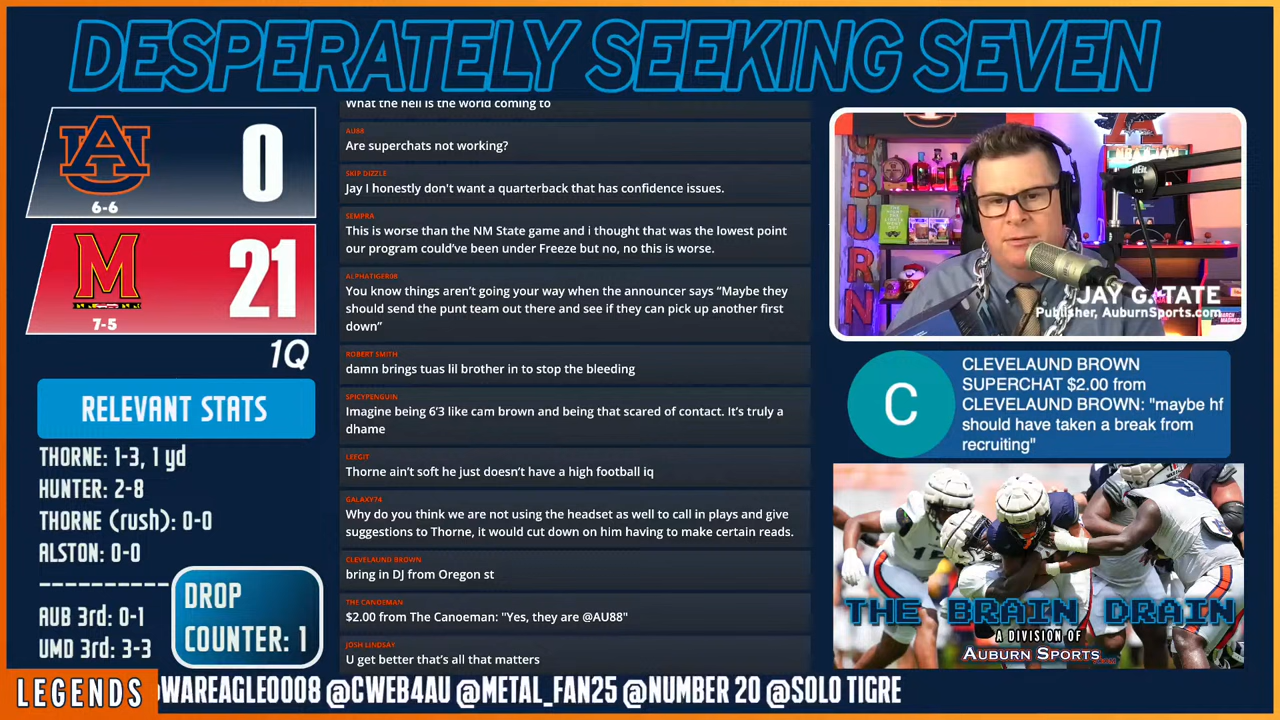 DESPERATELY SEEKING SEVEN
AU
6-6
0
M
7-5
21
1Q
RELEVANT STATS
THORNE: 1-3, 1 yd
HUNTER: 2-8
THORNE (rush): 0-0
ALSTON: 0-0
----------
AUB 3rd: 0-1
UMD 3rd: 3-3
DROP
COUNTER: 1
What the hell is the world coming to
AU88
Are superchats not working?
SKIP DIZZLE
Jay I honestly don't want a quarterback that has confidence issues.
SEMPRA
This is worse than the NM State game and i thought that was the lowest point
our program could've been under Freeze but no, no this is worse.
ALPHATIGER08
You know things aren't going your way when the announcer says “Maybe they
should send the punt team out there and see if they can pick up another first
down”
ROBERT SMITH
damn brings tuas lil brother in to stop the bleeding
SPICYPENGUIN
Imagine being 6'3 like cam brown and being that scared of contact. It's truly a
dhame
LEEGIT
Thorne ain't soft he just doesn't have a high football iq
GALAXY74
Why do you think we are not using the headset as well to call in plays and give
suggestions to Thorne, it would cut down on him having to make certain reads.
CLEVELAUND BROWN
bring in DJ from Oregon st
THE CANOEMAN
$2.00 from The Canoeman: "Yes, they are @AU88"
JOSH LINDSAY
U get better that's all that matters
JAY G. TATE
Publisher, AuburnSports.com
C
CLEVELAUND BROWN
SUPERCHAT $2.00 from
CLEVELAUND BROWN: "maybe hf
should have taken a break from
recruiting"
THE BRAIN DRAIN
A DIVISION OF
AUBURN SPORTS.COM
LEGENDS
WAREAGLE0008 @CWEB4AU @METAL_FAN25 @NUMBER 20 @SOLO TIGRE